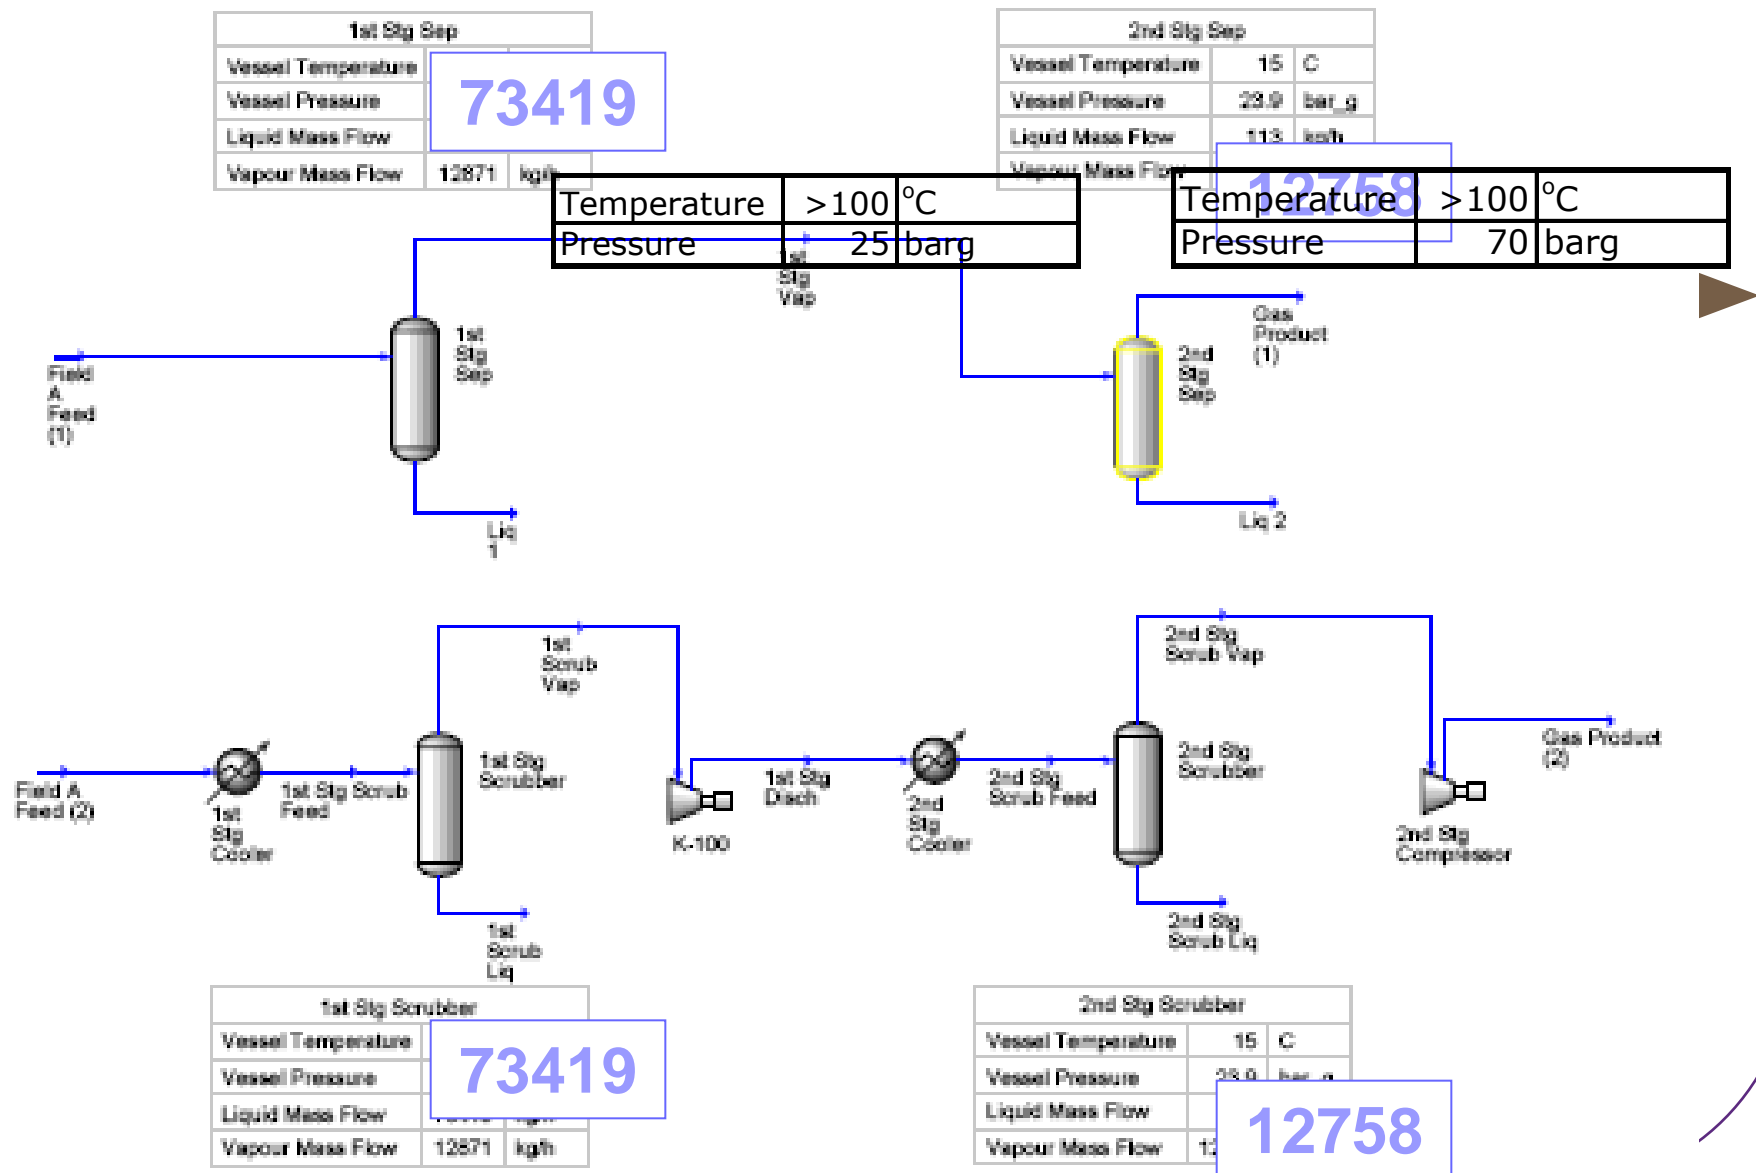 1st Stg Sep
Vessel Temperature
Vessel Pressure
Liquid Mass Flow
Vapour Mass Flow 12871 kg/h
73419
2nd Stg Sep
Vessel Temperature 15 C
Vessel Pressure 23.9 bar_g
Liquid Mass Flow 113 kg/h
Vapour Mass Flow
12758
Temperature >100 °C
Pressure 25 barg
Temperature >100 °C
Pressure 70 barg
1st
Stg
Vap
Gas
Product
(1)
1st
Stg
Sep
2nd
Stg
Sep
Field
A
Feed
(1)
Liq
1
Liq 2
1st
Scrub
Vap
2nd Stg
Scrub Vap
Field A
Feed (2)
1st
Stg
Cooler
1st Stg Scrub
Feed
1st Stg
Scrubber
K-100
1st Stg
Disch
2nd
Stg
Cooler
2nd Stg
Scrub Feed
2nd Stg
Scrubber
2nd Stg
Compressor
Gas Product
(2)
1st
Scrub
Liq
2nd Stg
Scrub Liq
1st Stg Scrubber
Vessel Temperature
Vessel Pressure
Liquid Mass Flow
Vapour Mass Flow 12871 kg/h
73419
2nd Stg Scrubber
Vessel Temperature 15 C
Vessel Pressure 23.9 bar_g
Liquid Mass Flow
Vapour Mass Flow
12758